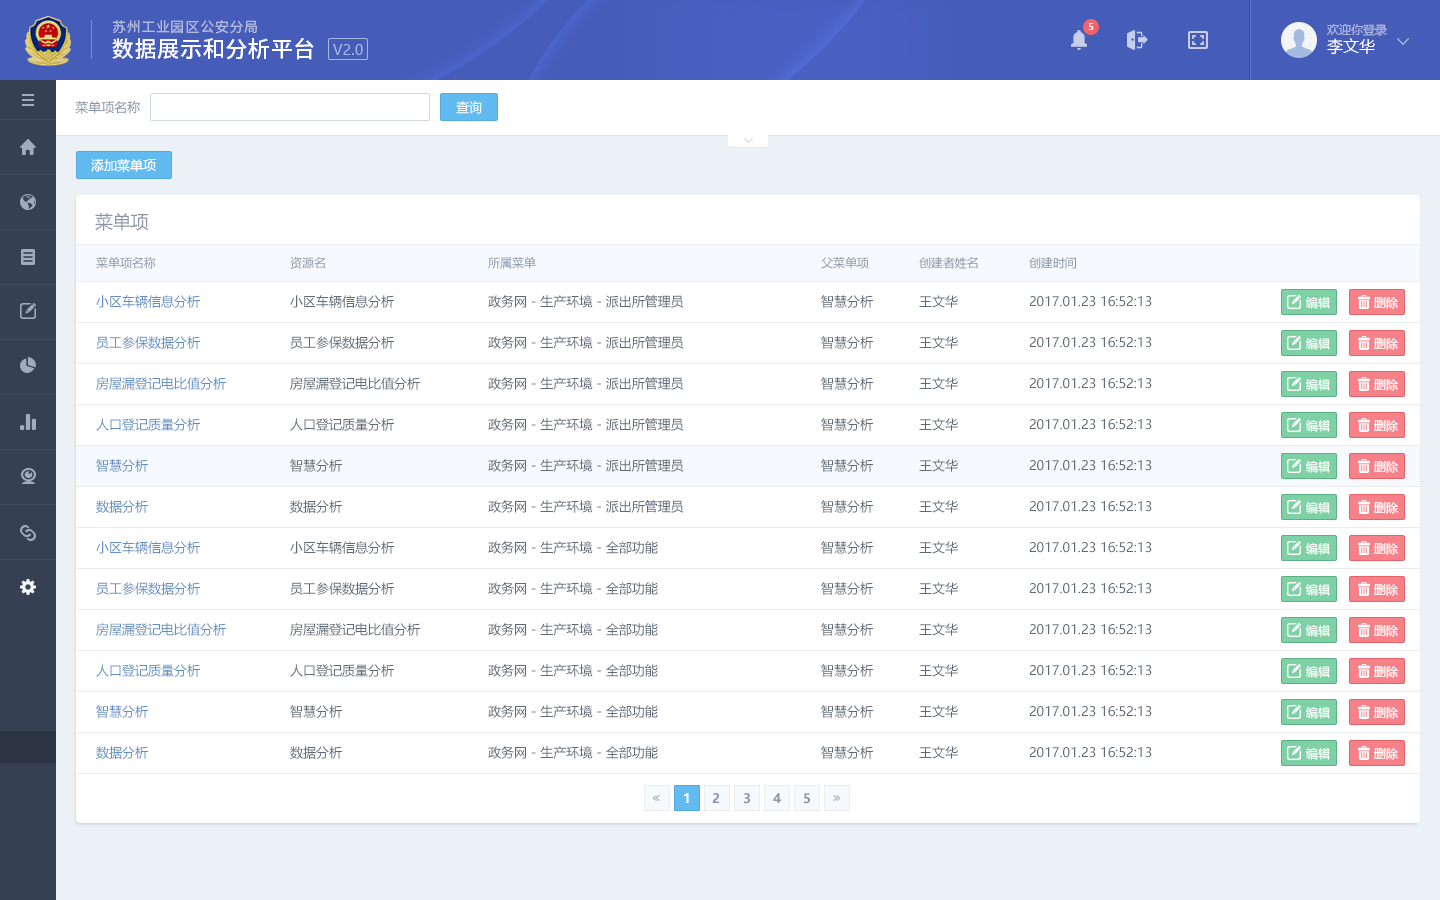 苏州工业园区公安分局
数据展示和分析平台 V2.0
5
欢迎你登录
李文华
菜单项名称 查询
添加菜单项
菜单项
菜单项名称 资源名 所属菜单 父菜单项 创建者姓名 创建时间
小区车辆信息分析 小区车辆信息分析 政务网 - 生产环境 - 派出所管理员 智慧分析 王文华 2017.01.23 16:52:13 编辑 删除
员工参保数据分析 员工参保数据分析 政务网 - 生产环境 - 派出所管理员 智慧分析 王文华 2017.01.23 16:52:13 编辑 删除
房屋漏登记电比值分析 房屋漏登记电比值分析 政务网 - 生产环境 - 派出所管理员 智慧分析 王文华 2017.01.23 16:52:13 编辑 删除
人口登记质量分析 人口登记质量分析 政务网 - 生产环境 - 派出所管理员 智慧分析 王文华 2017.01.23 16:52:13 编辑 删除
智慧分析 智慧分析 政务网 - 生产环境 - 派出所管理员 智慧分析 王文华 2017.01.23 16:52:13 编辑 删除
数据分析 数据分析 政务网 - 生产环境 - 派出所管理员 智慧分析 王文华 2017.01.23 16:52:13 编辑 删除
小区车辆信息分析 小区车辆信息分析 政务网 - 生产环境 - 全部功能 智慧分析 王文华 2017.01.23 16:52:13 编辑 删除
员工参保数据分析 员工参保数据分析 政务网 - 生产环境 - 全部功能 智慧分析 王文华 2017.01.23 16:52:13 编辑 删除
房屋漏登记电比值分析 房屋漏登记电比值分析 政务网 - 生产环境 - 全部功能 智慧分析 王文华 2017.01.23 16:52:13 编辑 删除
人口登记质量分析 人口登记质量分析 政务网 - 生产环境 - 全部功能 智慧分析 王文华 2017.01.23 16:52:13 编辑 删除
智慧分析 智慧分析 政务网 - 生产环境 - 全部功能 智慧分析 王文华 2017.01.23 16:52:13 编辑 删除
数据分析 数据分析 政务网 - 生产环境 - 全部功能 智慧分析 王文华 2017.01.23 16:52:13 编辑 删除
« 1 2 3 4 5 »